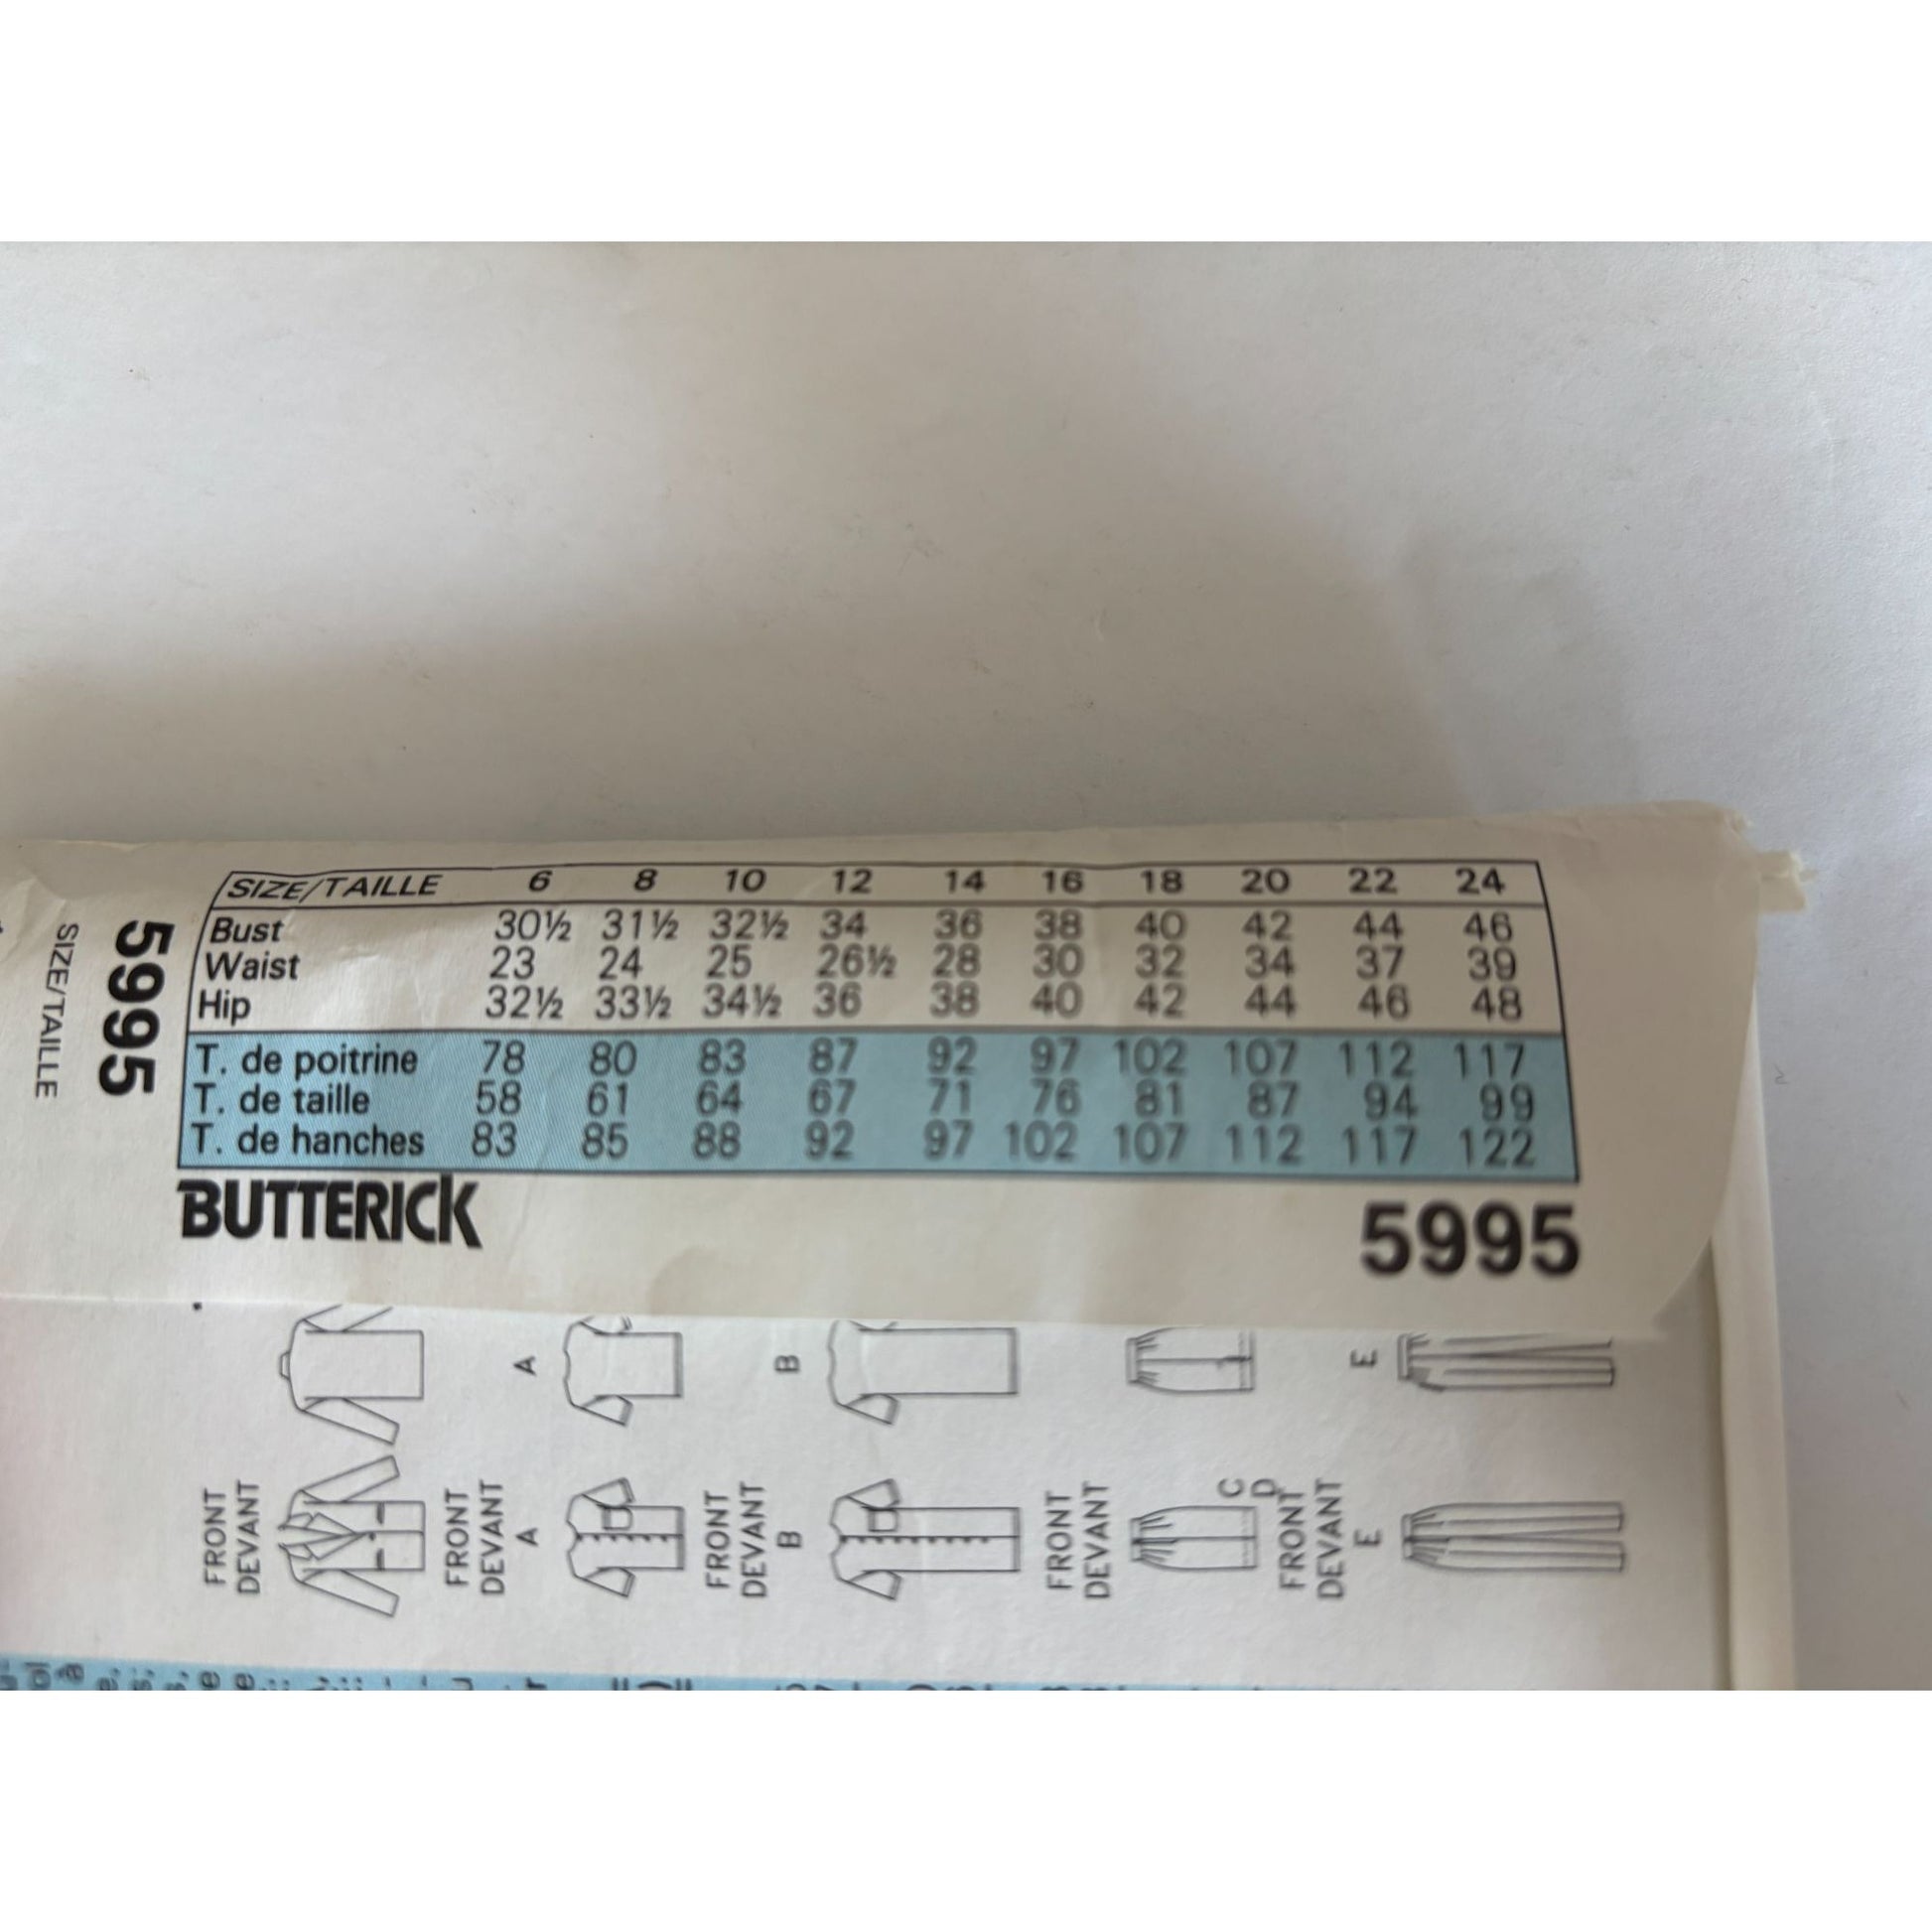 SIZE/TAILLE 6 8 10 12 14 16 18 20 22 24
Bust 30½ 31½ 32½ 34 36 38 40 42 44 46
Waist 23 24 25 26½ 28 30 32 34 37 39
Hip 32½ 33½ 34½ 36 38 40 42 44 46 48
T. de poitrine 78 80 83 87 92 97 102 107 112 117
T. de taille 58 61 64 67 71 76 81 87 94 99
T. de hanches 83 85 88 92 97 102 107 112 117 122
BUTTERICK 5995
5995
SIZE/TAILLE
A
B
E
FRONT
DEVANT
FRONT
DEVANT
A
FRONT
DEVANT
B
FRONT
DEVANT
C
D
FRONT
DEVANT
E